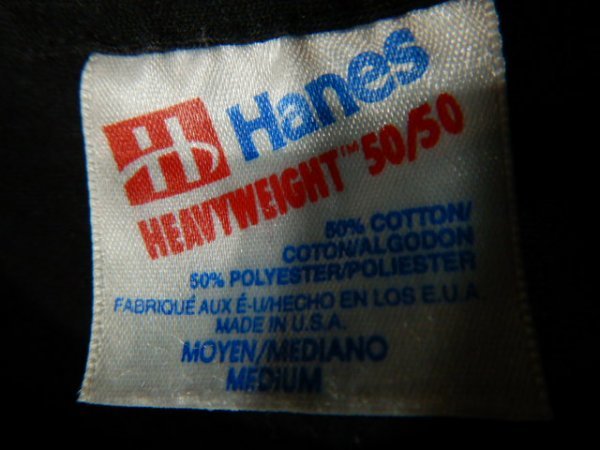 H Hanes
HEAVYWEIGHT™ 50/50
50% COTTON/
COTON/ALGODON
50% POLYESTER/POLIESTER
FABRIQUÉ AUX É-U/HECHO EN LOS E.U.A.
MADE IN U.S.A.
MOYEN/MEDIANO
MEDIUM